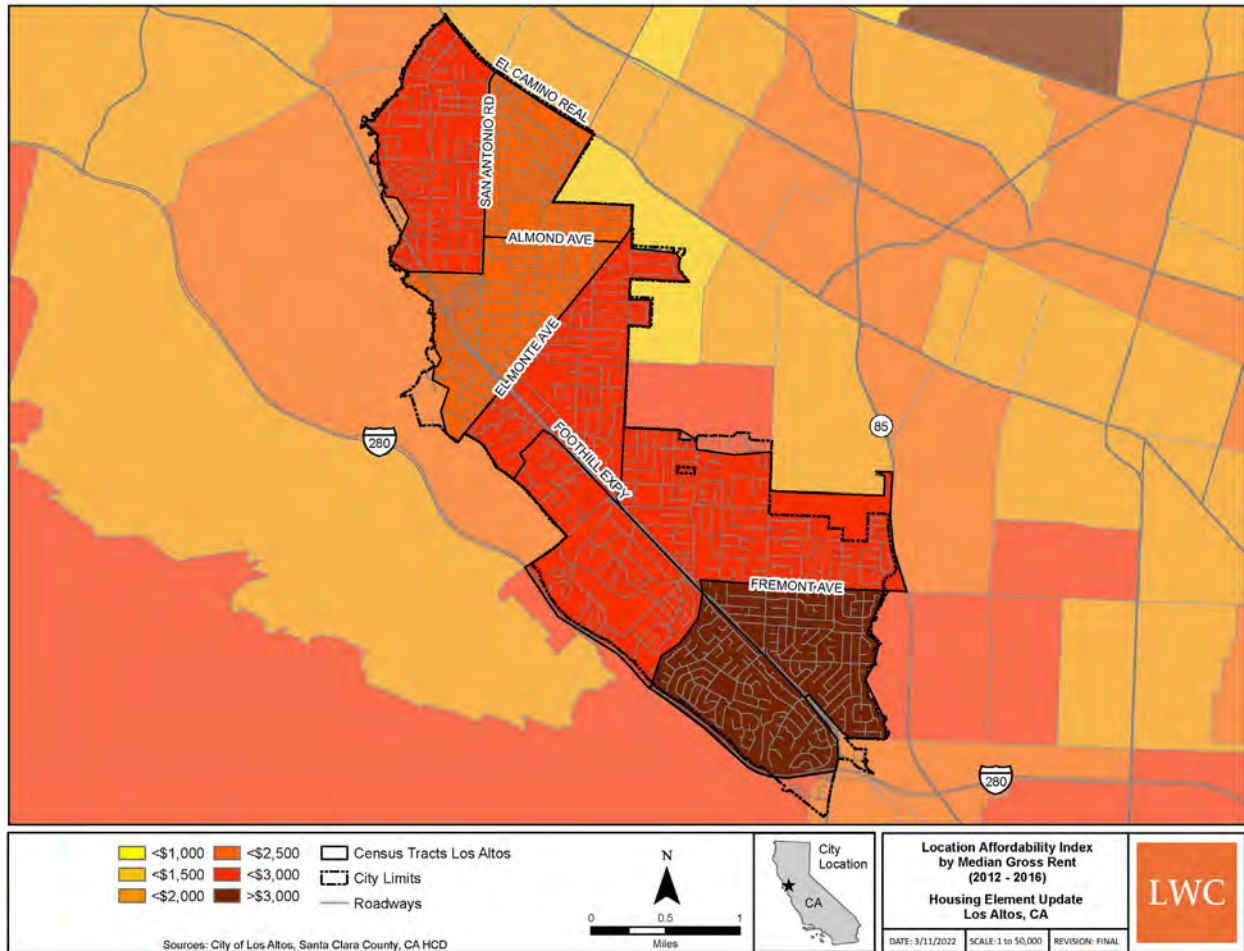 EL CAMINO REAL
SAN ANTONIO RD
ALMOND AVE
EL MONTE AVE
FOOTHILL EXPY
280
85
FREMONT AVE
280
<$1,000
<$1,500
<$2,000
<$2,500
<$3,000
>$3,000
Census Tracts Los Altos
City Limits
Roadways
N
0 0.5 1
Miles
City
Location
CA
Sources: City of Los Altos, Santa Clara County, CA HCD
Location Affordability Index
by Median Gross Rent
(2012 - 2016)
Housing Element Update
Los Altos, CA
DATE: 3/11/2022 SCALE:1 to 50,000 REVISION: FINAL
LWC